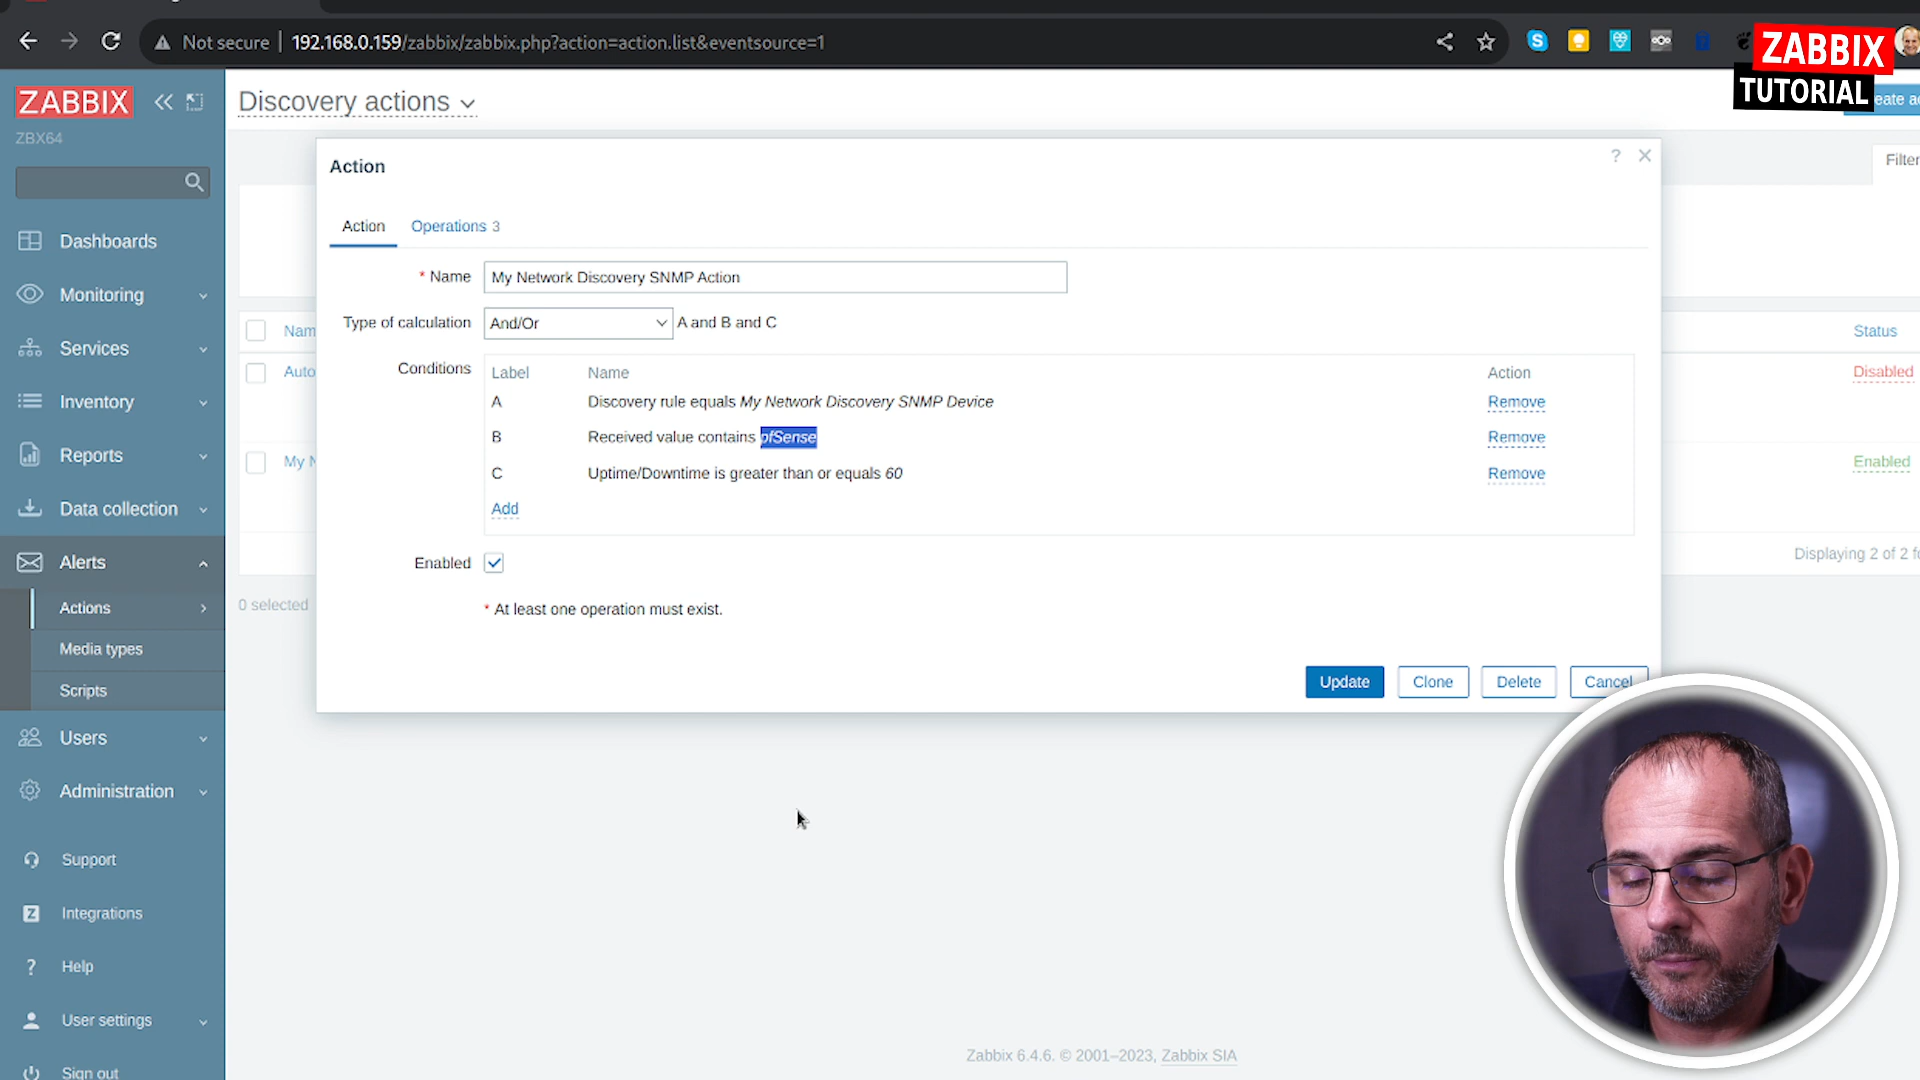 Not secure | 192.168.0.159/zabbix/zabbix.php?action=action.list&eventsource=1
ZABBIX
TUTORIAL
ZABBIX
ZBX64
Dashboards
Monitoring
Services
Inventory
Reports
Data collection
Alerts
Actions
Media types
Scripts
Users
Administration
Support
Z
Integrations
? Help
User settings
Sign out
Discovery actions
eate ac
Filter
Nam
Status
Auto
Disabled
My N
Enabled
Displaying 2 of 2 fo
0 selected
Action
?
Action
Operations 3
* Name
My Network Discovery SNMP Action
Type of calculation
And/Or
A and B and C
Conditions
Label Name Action
A Discovery rule equals My Network Discovery SNMP Device Remove
B Received value contains pfSense Remove
C Uptime/Downtime is greater than or equals 60 Remove
Add
Enabled
* At least one operation must exist.
Update
Clone
Delete
Cancel
Zabbix 6.4.6. © 2001–2023, Zabbix SIA